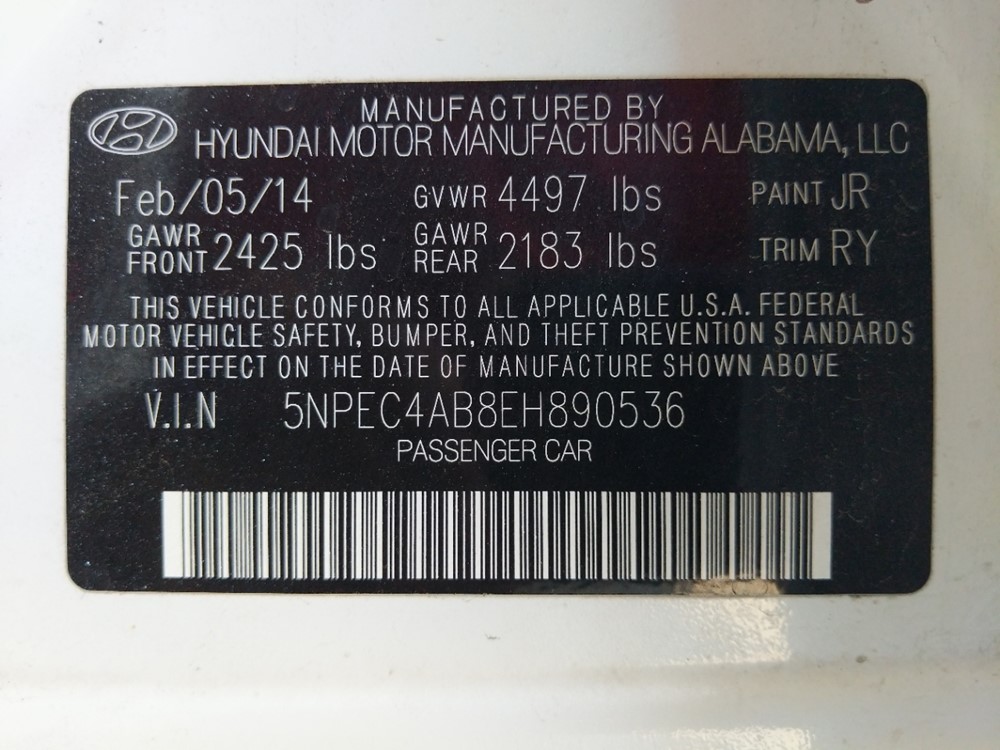 MANUFACTURED BY
HYUNDAI MOTOR MANUFACTURING ALABAMA, LLC
Feb/05/14 GVWR 4497 lbs PAINT JR
GAWR FRONT 2425 lbs GAWR REAR 2183 lbs TRIM RY
THIS VEHICLE CONFORMS TO ALL APPLICABLE U.S.A. FEDERAL
MOTOR VEHICLE SAFETY, BUMPER, AND THEFT PREVENTION STANDARDS
IN EFFECT ON THE DATE OF MANUFACTURE SHOWN ABOVE
V.I.N 5NPEC4AB8EH890536
PASSENGER CAR